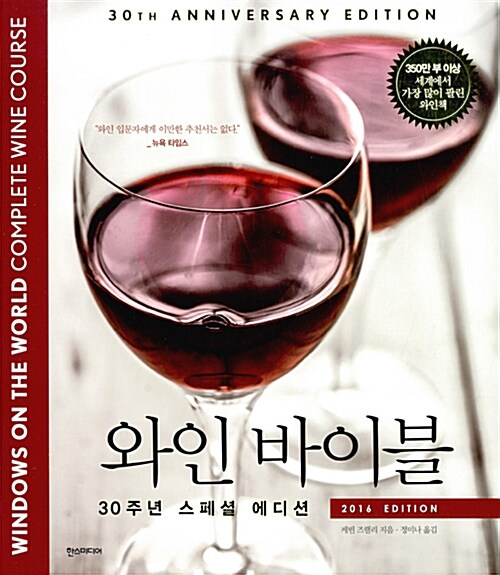 30TH ANNIVERSARY EDITION
WINDOWS ON THE WORLD COMPLETE WINE COURSE
350만 부 이상
세계에서
가장 많이 팔린
와인책
"와인 입문자에게 이만한 추천서는 없다."
_ 뉴욕 타임스
와인 바이블
30주년 스페셜 에디션
2016 EDITION
케빈 즈랠리 지음 · 정미나 옮김
한스미디어